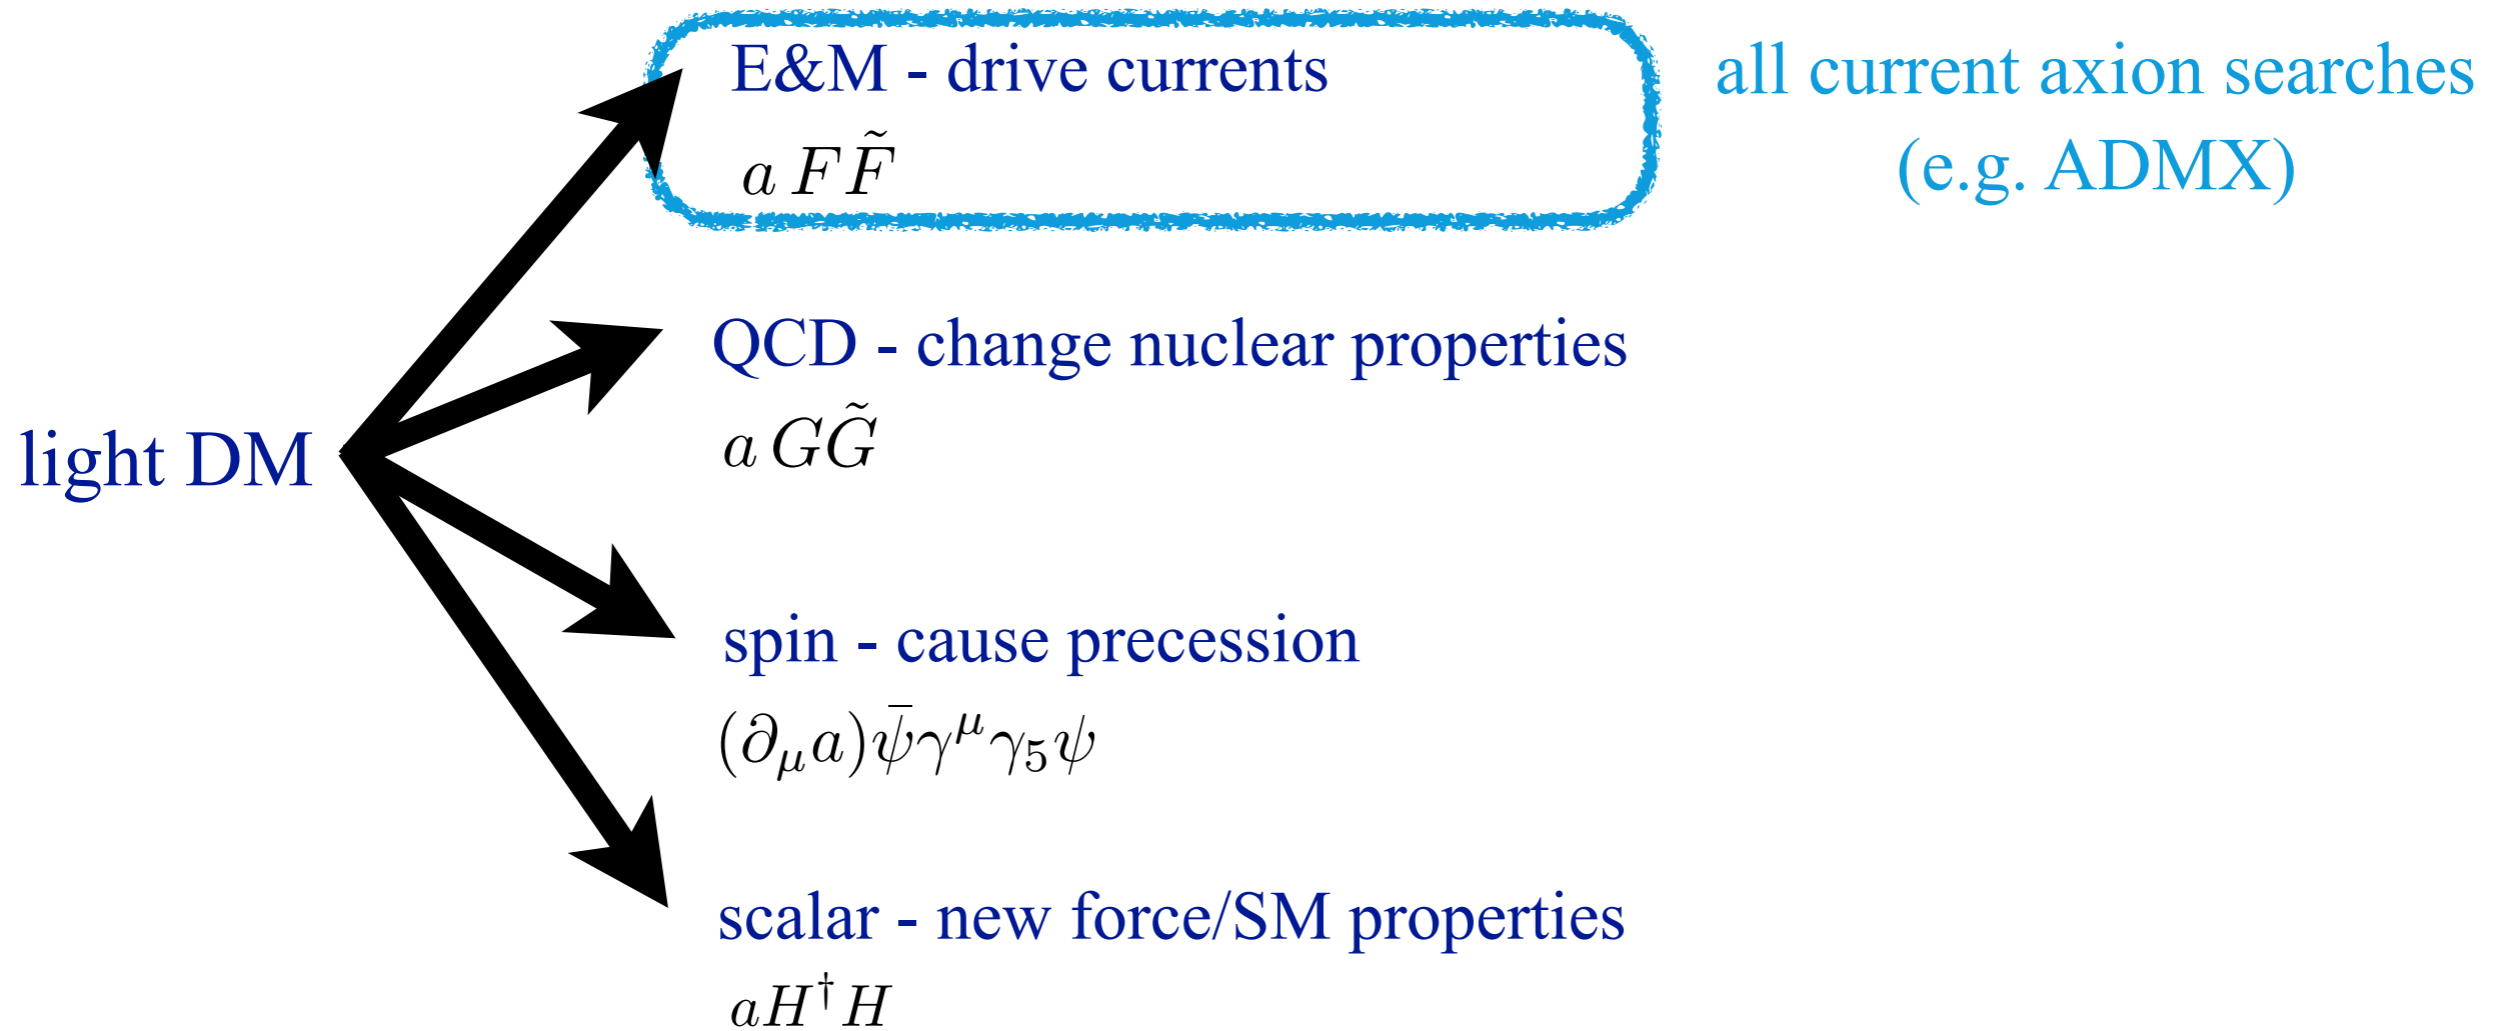 E&M - drive currents
a F F̃
all current axion searches
(e.g. ADMX)
QCD - change nuclear properties
a G G̃
light DM
spin - cause precession
(∂_μ a) ψ̄ γ^μ γ_5 ψ
scalar - new force/SM properties
a H^† H